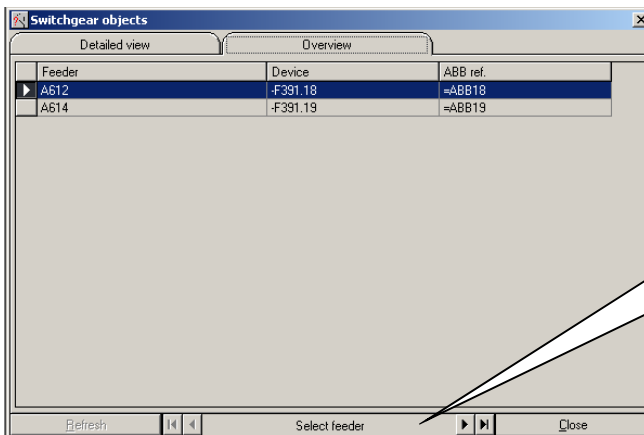 Switchgear objects
Detailed view Overview
Feeder Device ABB ref.
A612 -F391.18 =ABB18
A614 -F391.19 =ABB19
Refresh Select feeder Close